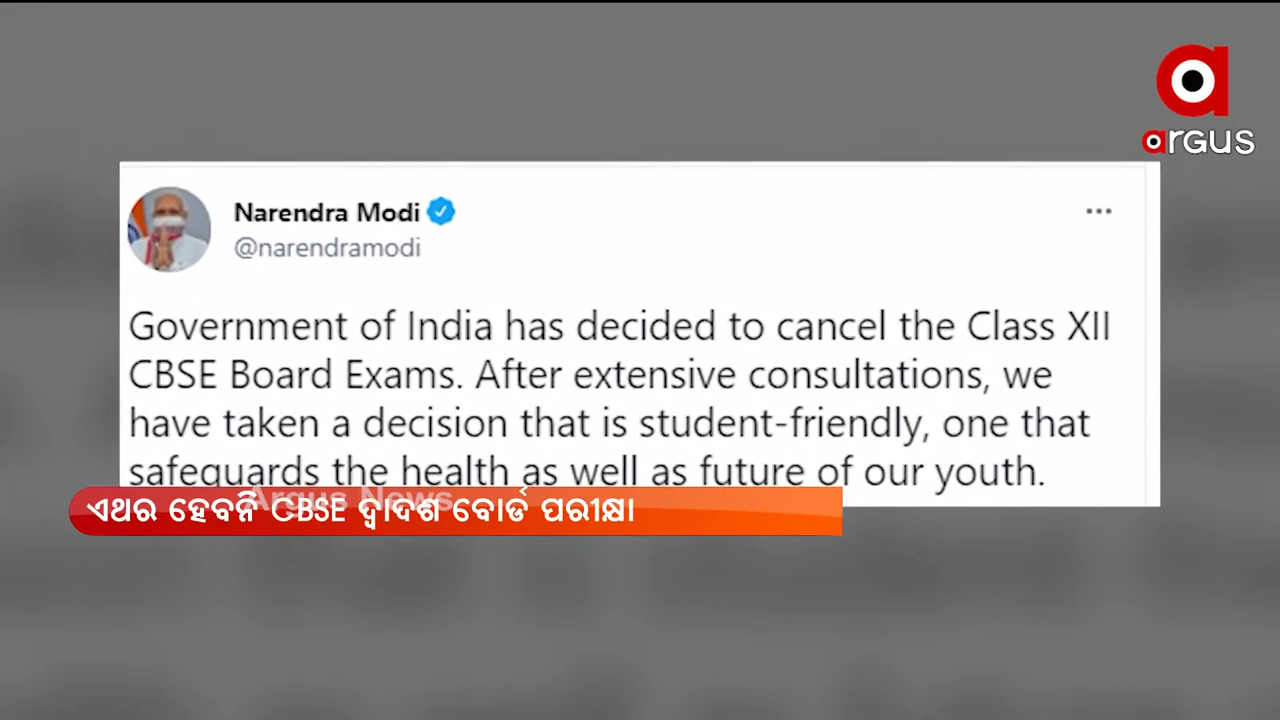 argus
Narendra Modi
@narendramodi
Government of India has decided to cancel the Class XII
CBSE Board Exams. After extensive consultations, we
have taken a decision that is student-friendly, one that
safeguards the health as well as future of our youth.
Argus News
ଏଥର ହେବନି CBSE ଦ୍ୱାଦଶ ବୋର୍ଡ ପରୀକ୍ଷା